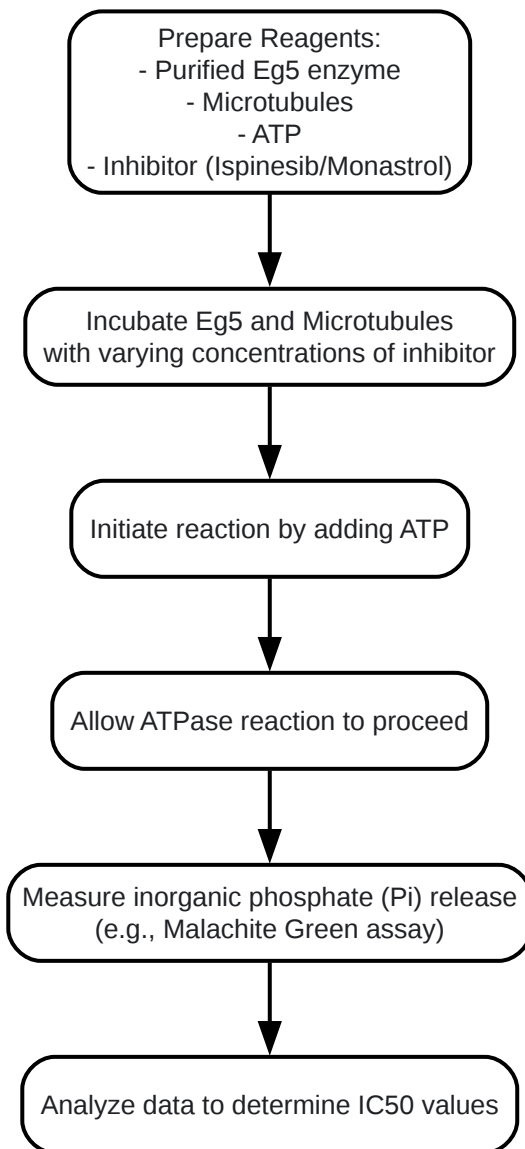 Prepare Reagents:
- Purified Eg5 enzyme
- Microtubules
- ATP
- Inhibitor (Ispinesib/Monastrol)
Incubate Eg5 and Microtubules
with varying concentrations of inhibitor
Initiate reaction by adding ATP
Allow ATPase reaction to proceed
Measure inorganic phosphate (Pi) release
(e.g., Malachite Green assay)
Analyze data to determine IC50 values